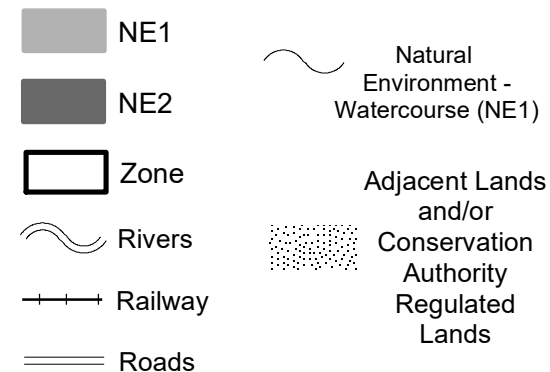 NE1
NE2
Zone
Rivers
Railway
Roads
Natural
Environment -
Watercourse (NE1)
Adjacent Lands
and/or
Conservation
Authority
Regulated
Lands